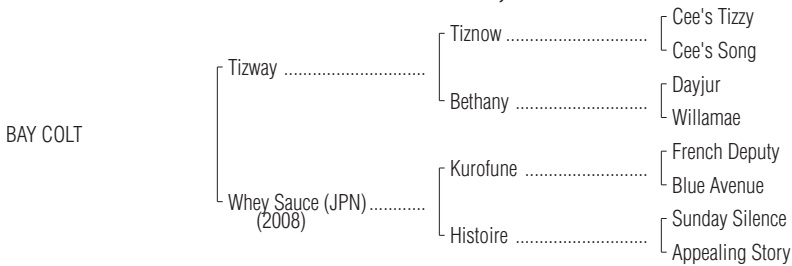 Cee's Tizzy
Tiznow ..............................
Cee's Song
Tizway ..............................
Dayjur
Bethany ............................
Willamae
BAY COLT
French Deputy
Kurofune ..........................
Blue Avenue
Whey Sauce (JPN)............
(2008)
Sunday Silence
Histoire ............................
Appealing Story